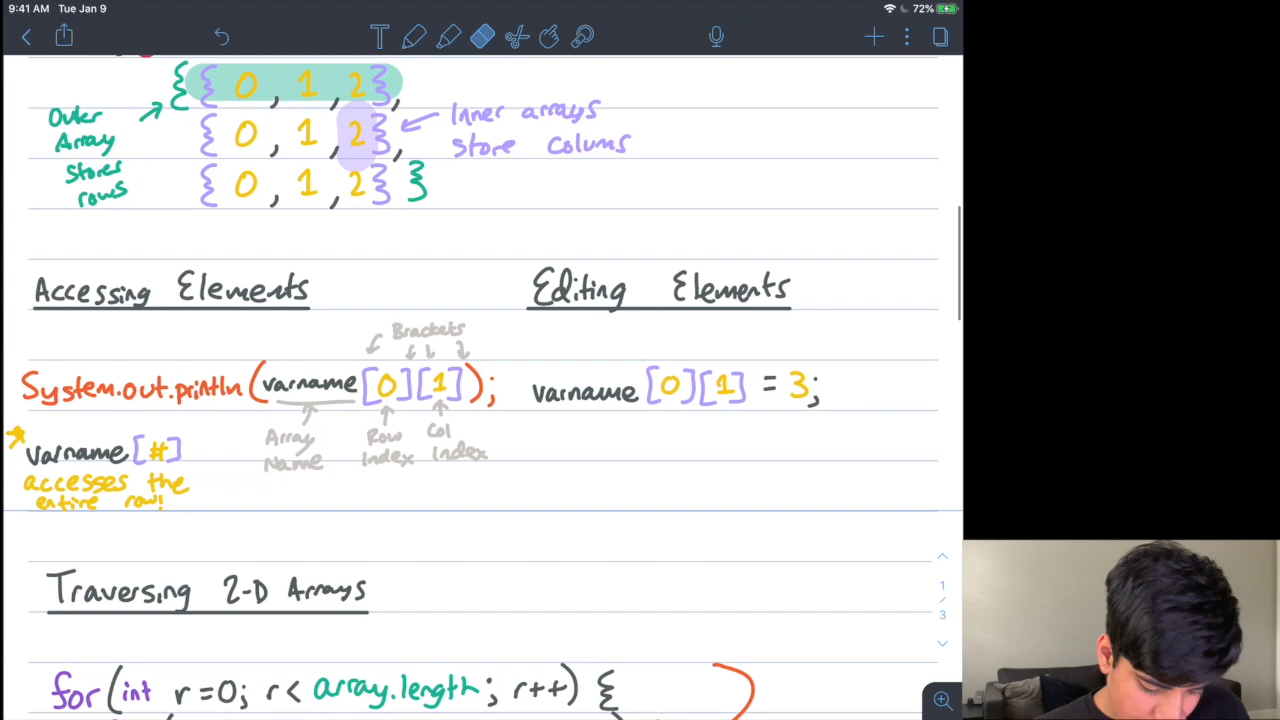 9:41 AM Tue Jan 9
72%
T
{ { 0 , 1 , 2 } ,
{ 0 , 1 , 2 } ,
{ 0 , 1 , 2 } }
Outer
Array
stores
rows
Inner arrays
store colums
Accessing Elements
Brackets
System.out.println(varname[0][1]);
Array
Name
Row
Index
Col
Index
varname[#]
accesses the
entire row!
Editing Elements
varname[0][1] = 3;
Traversing 2-D Arrays
for (int r=0; r< array.length; r++) {
1
/
3